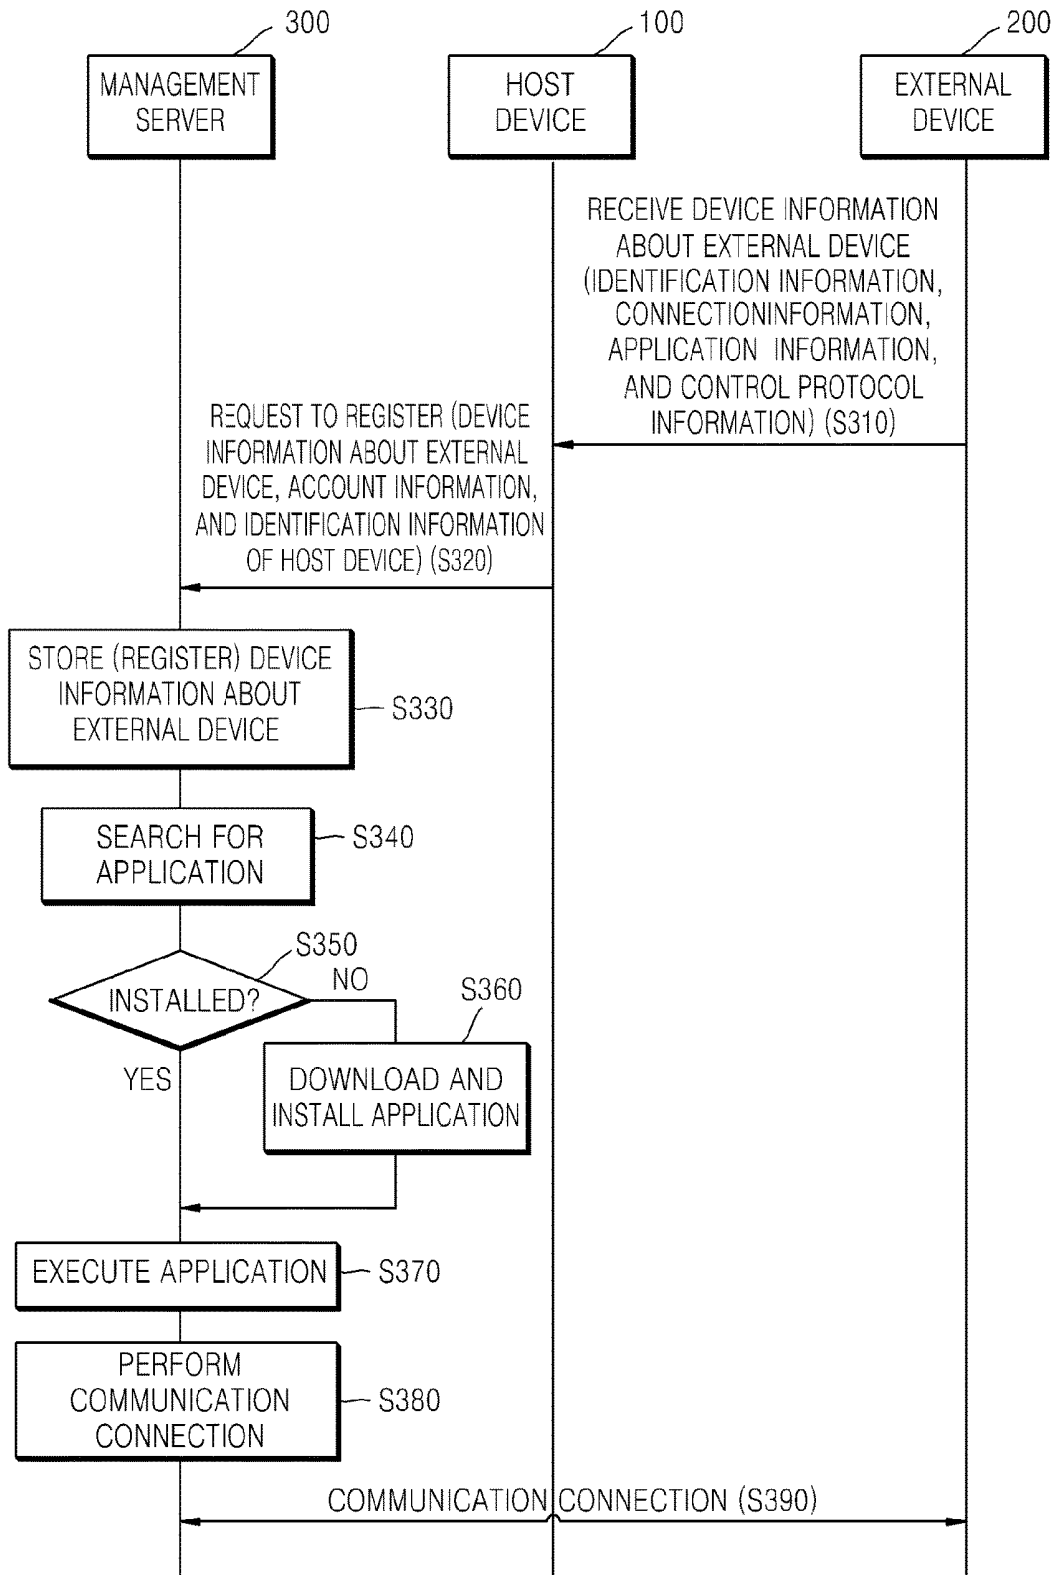 300
100
200
MANAGEMENT
SERVER
HOST
DEVICE
EXTERNAL
DEVICE
RECEIVE DEVICE INFORMATION
ABOUT EXTERNAL DEVICE
(IDENTIFICATION INFORMATION,
CONNECTIONINFORMATION,
APPLICATION INFORMATION,
AND CONTROL PROTOCOL
INFORMATION) (S310)
REQUEST TO REGISTER (DEVICE
INFORMATION ABOUT EXTERNAL
DEVICE, ACCOUNT INFORMATION,
AND IDENTIFICATION INFORMATION
OF HOST DEVICE) (S320)
STORE (REGISTER) DEVICE
INFORMATION ABOUT
EXTERNAL DEVICE
S330
SEARCH FOR
APPLICATION
S340
S350
INSTALLED?
NO
YES
S360
DOWNLOAD AND
INSTALL APPLICATION
EXECUTE APPLICATION
S370
PERFORM
COMMUNICATION
CONNECTION
S380
COMMUNICATION CONNECTION (S390)